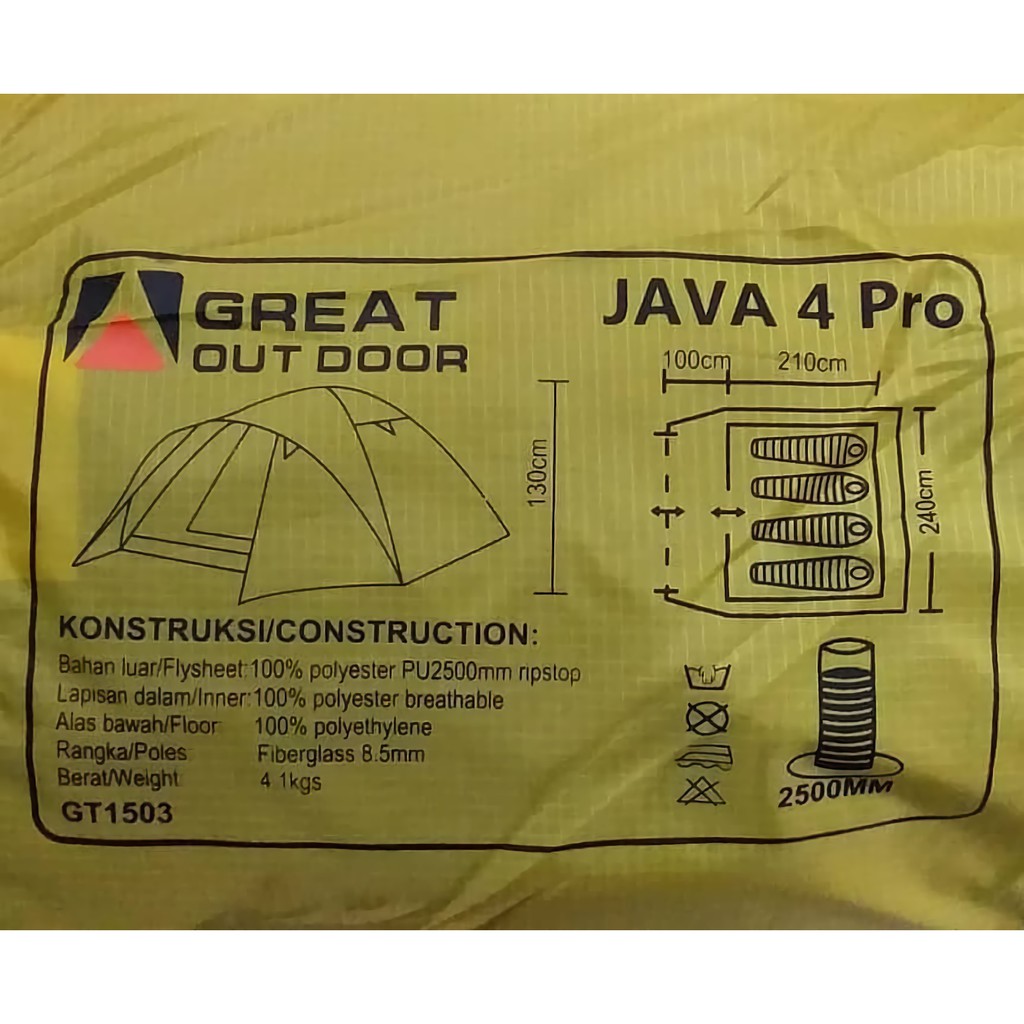 GREAT
OUT DOOR
JAVA 4 Pro
100cm 210cm
130cm
240cm
KONSTRUKSI/CONSTRUCTION:
Bahan luar/Flysheet:100% polyester PU2500mm ripstop
Lapisan dalam/Inner:100% polyester breathable
Alas bawah/Floor 100% polyethylene
Rangka/Poles Fiberglass 8.5mm
Berat/Weight 4.1kgs
GT1503
2500MM